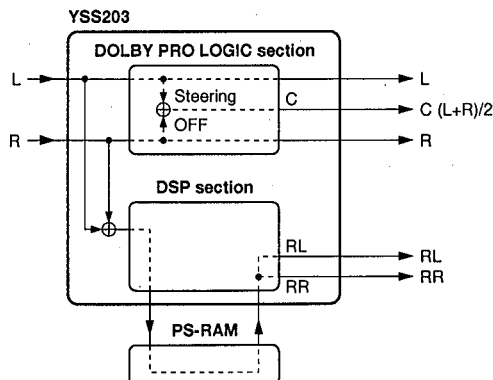 YSS203
DOLBY PRO LOGIC section
L
L
Steering
C
C (L+R)/2
OFF
R
R
DSP section
RL
RL
RR
RR
PS-RAM